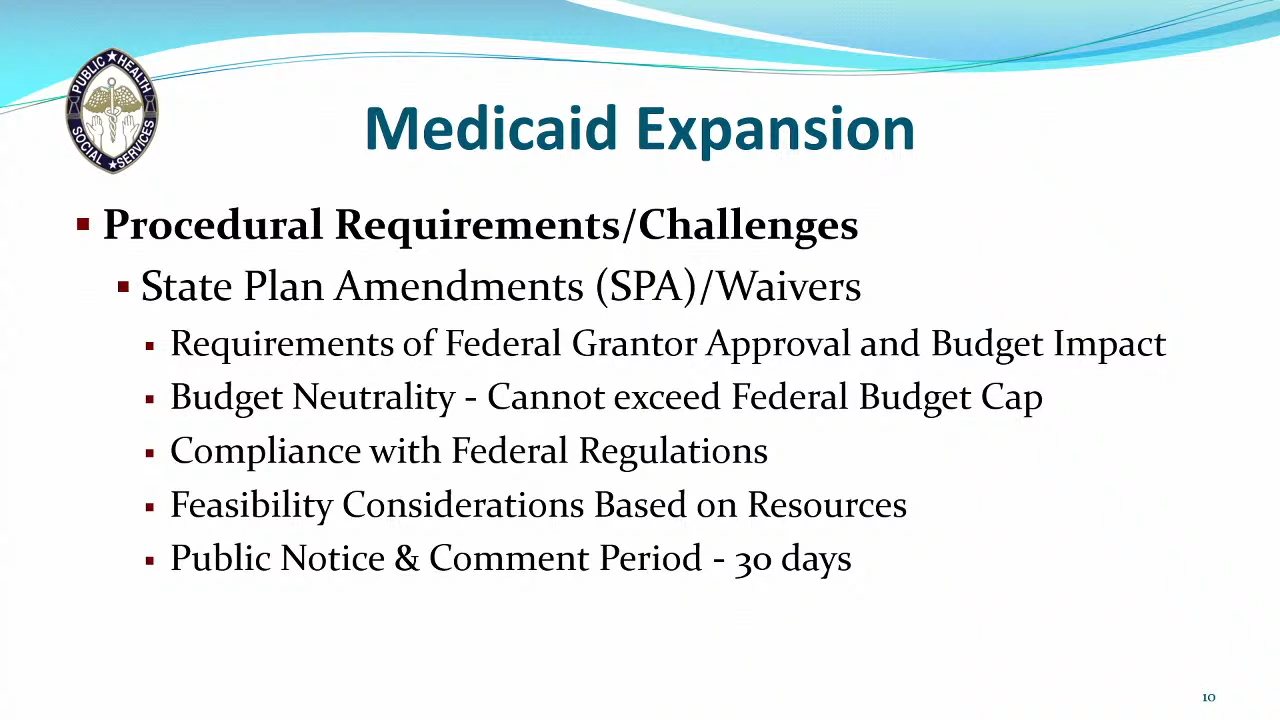 PUBLIC HEALTH
SOCIAL SERVICES
Medicaid Expansion
Procedural Requirements/Challenges
State Plan Amendments (SPA)/Waivers
Requirements of Federal Grantor Approval and Budget Impact
Budget Neutrality - Cannot exceed Federal Budget Cap
Compliance with Federal Regulations
Feasibility Considerations Based on Resources
Public Notice & Comment Period - 30 days
10